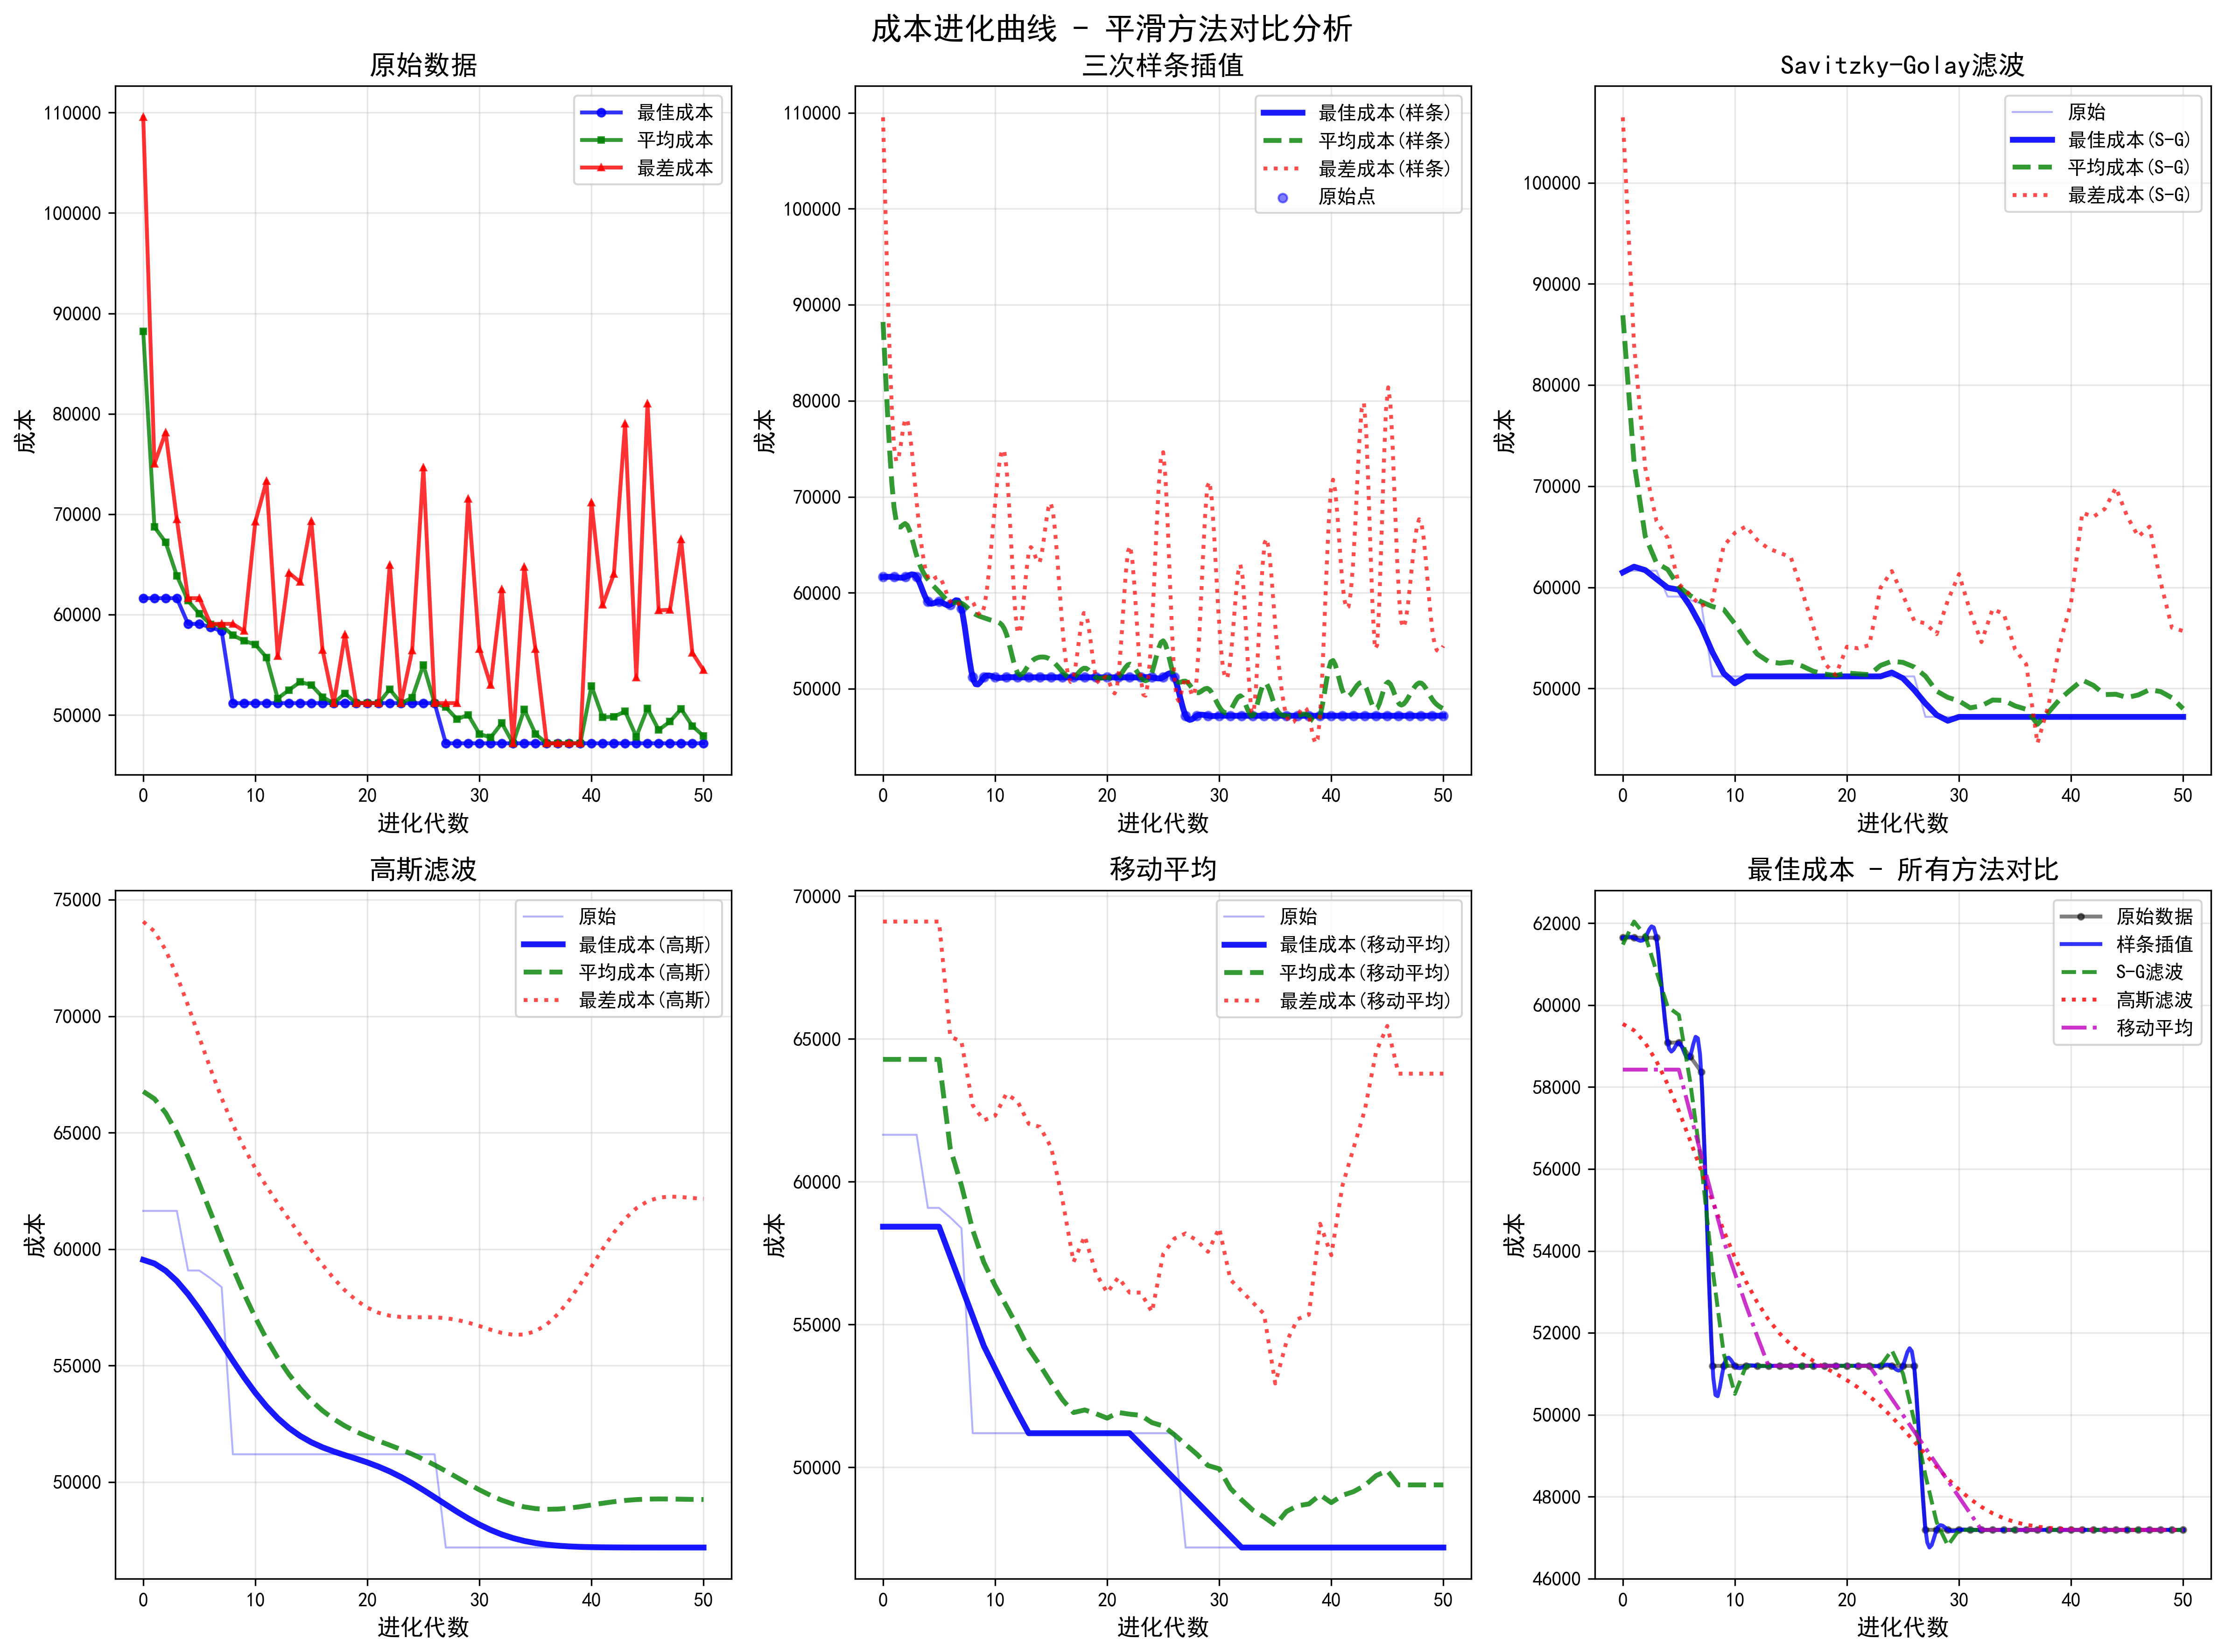 成本进化曲线 - 平滑方法对比分析
原始数据
110000
100000
90000
80000
70000
60000
50000
成本
0 10 20 30 40 50
进化代数
最佳成本
平均成本
最差成本
三次样条插值
110000
100000
90000
80000
70000
60000
50000
成本
0 10 20 30 40 50
进化代数
最佳成本(样条)
平均成本(样条)
最差成本(样条)
原始点
Savitzky-Golay滤波
100000
90000
80000
70000
60000
50000
成本
0 10 20 30 40 50
进化代数
原始
最佳成本(S-G)
平均成本(S-G)
最差成本(S-G)
高斯滤波
75000
70000
65000
60000
55000
50000
成本
0 10 20 30 40 50
进化代数
原始
最佳成本(高斯)
平均成本(高斯)
最差成本(高斯)
移动平均
70000
65000
60000
55000
50000
成本
0 10 20 30 40 50
进化代数
原始
最佳成本(移动平均)
平均成本(移动平均)
最差成本(移动平均)
最佳成本 - 所有方法对比
62000
60000
58000
56000
54000
52000
50000
48000
46000
成本
0 10 20 30 40 50
进化代数
原始数据
样条插值
S-G滤波
高斯滤波
移动平均